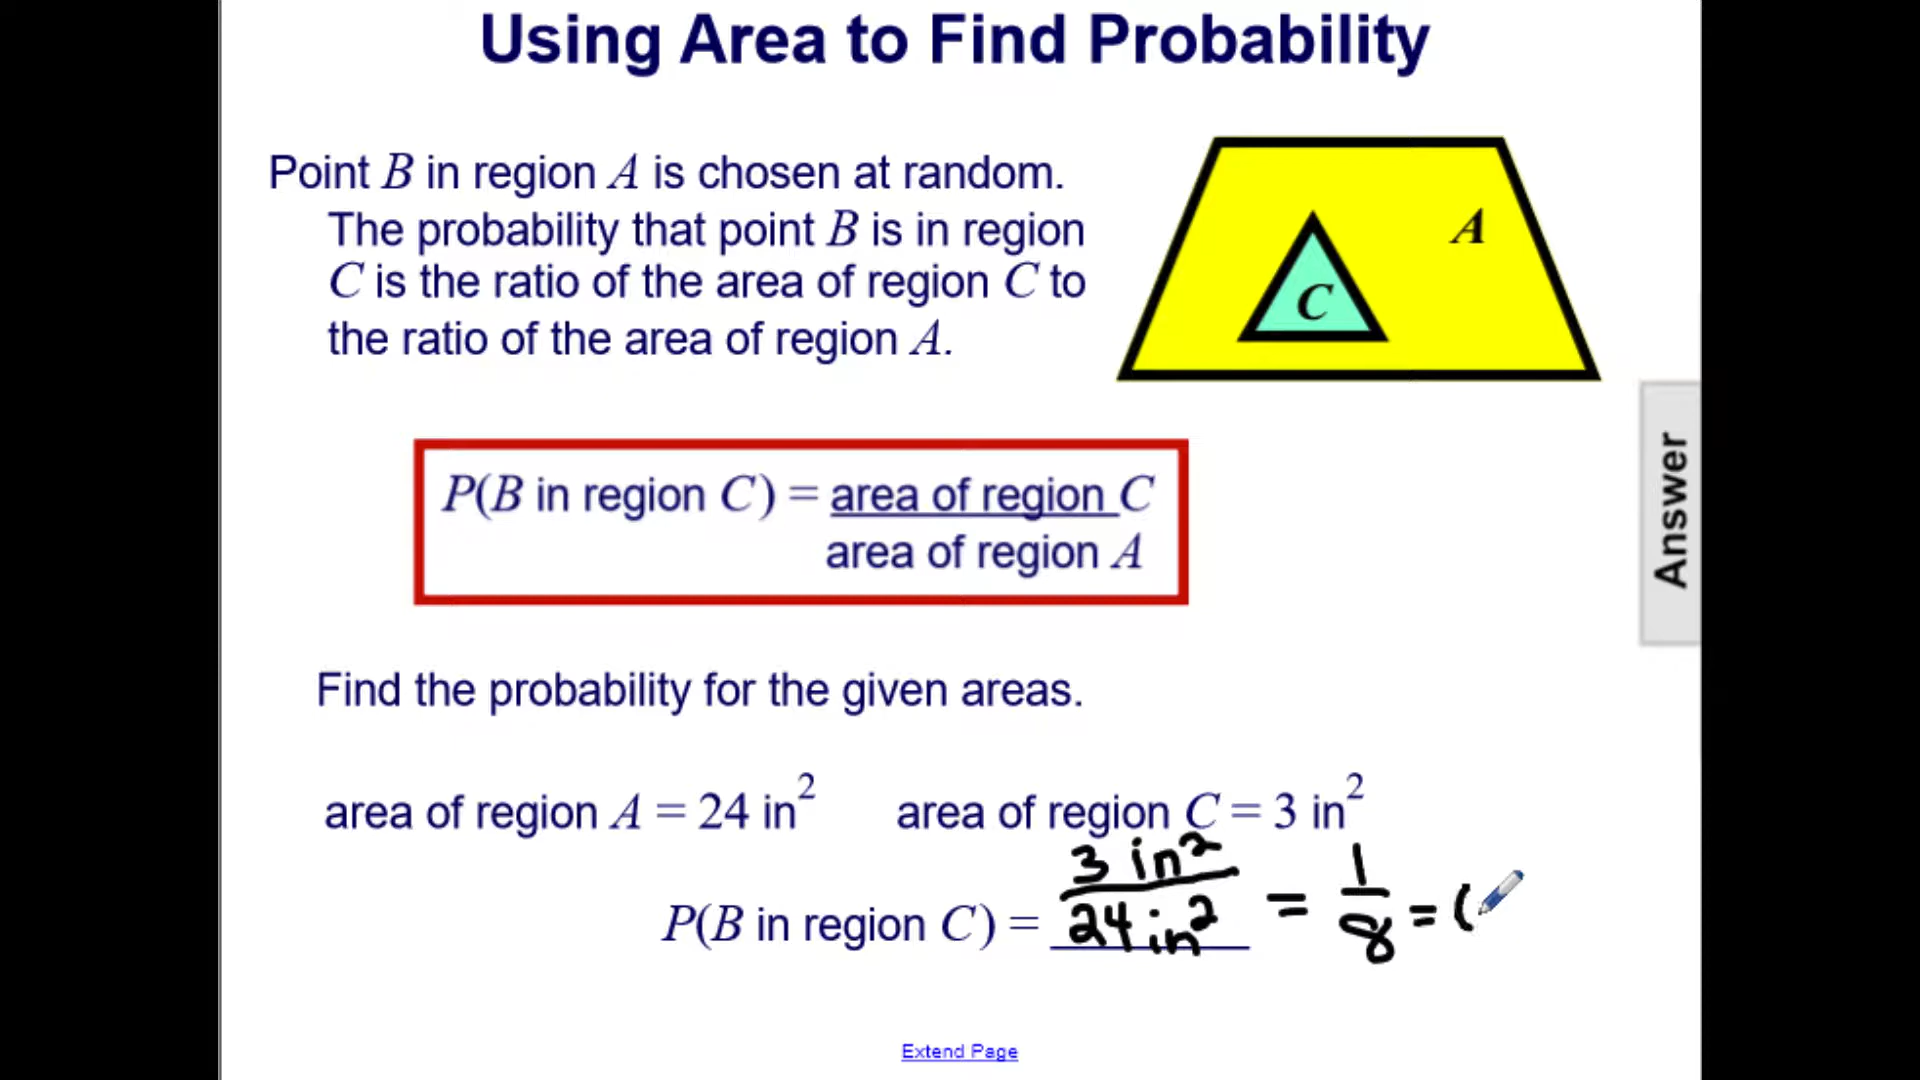 Using Area to Find Probability
Point B in region A is chosen at random.
The probability that point B is in region
C is the ratio of the area of region C to
the ratio of the area of region A.
A
C
P(B in region C) = area of region C
area of region A
Answer
Find the probability for the given areas.
area of region A = 24 in² area of region C = 3 in²
3 in²
P(B in region C) = 24 in² = 1/8 = (
Extend Page